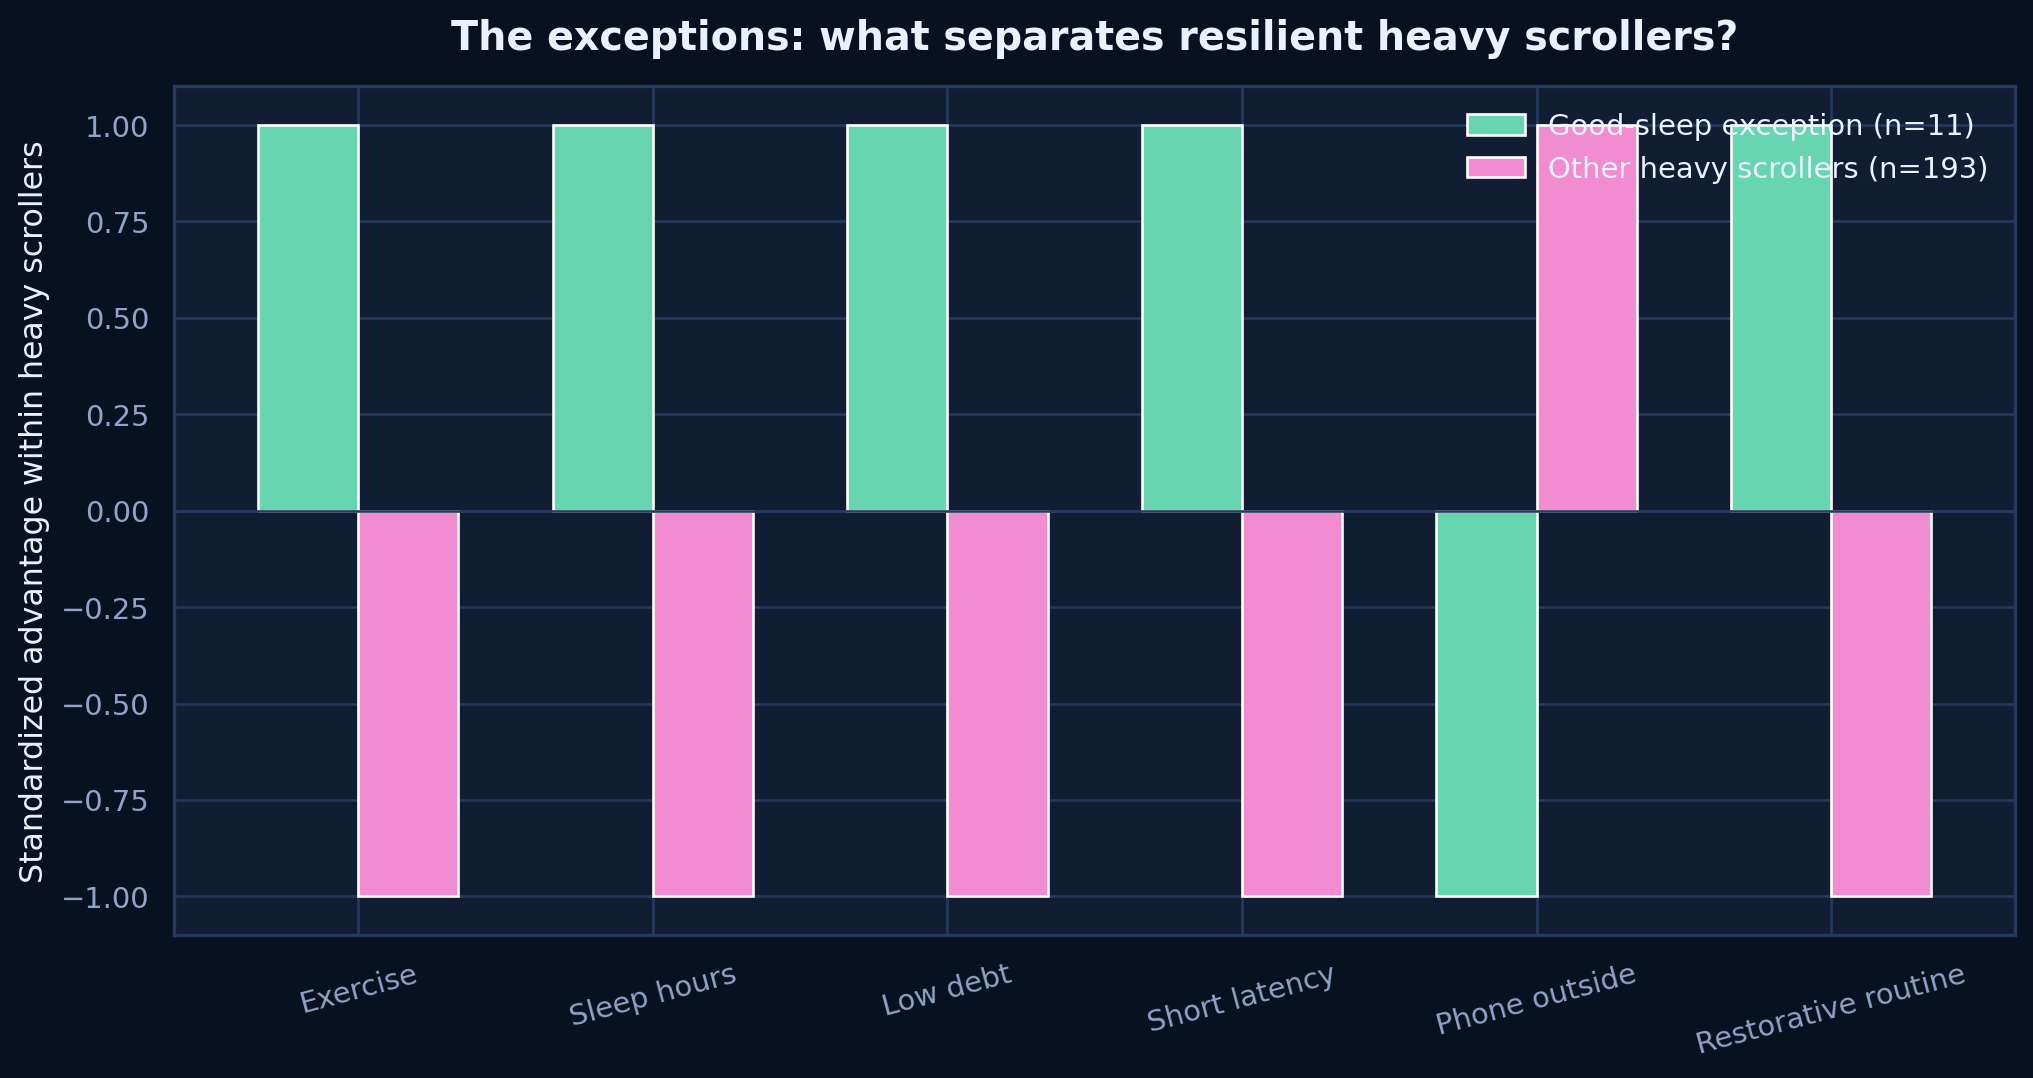 The exceptions: what separates resilient heavy scrollers?
Standardized advantage within heavy scrollers
1.00
0.75
0.50
0.25
0.00
−0.25
−0.50
−0.75
−1.00
Good-sleep exception (n=11)
Other heavy scrollers (n=193)
Exercise
Sleep hours
Low debt
Short latency
Phone outside
Restorative routine